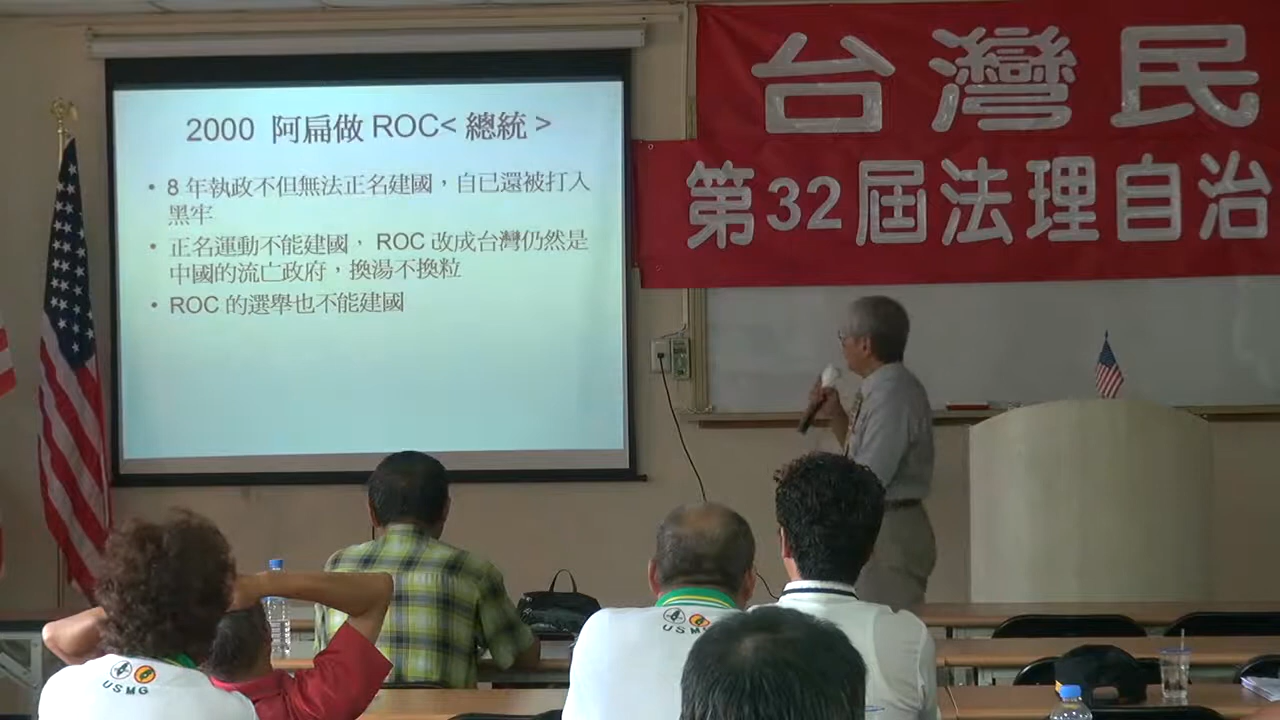 2000 阿扁做 ROC< 總統 >
• 8 年執政不但無法正名建國，自已還被打入
黑牢
• 正名運動不能建國， ROC 改成台灣仍然是
中國的流亡政府，換湯不換粒
• ROC 的選舉也不能建國
台灣民
第32屆法理自治
USMG
USMG